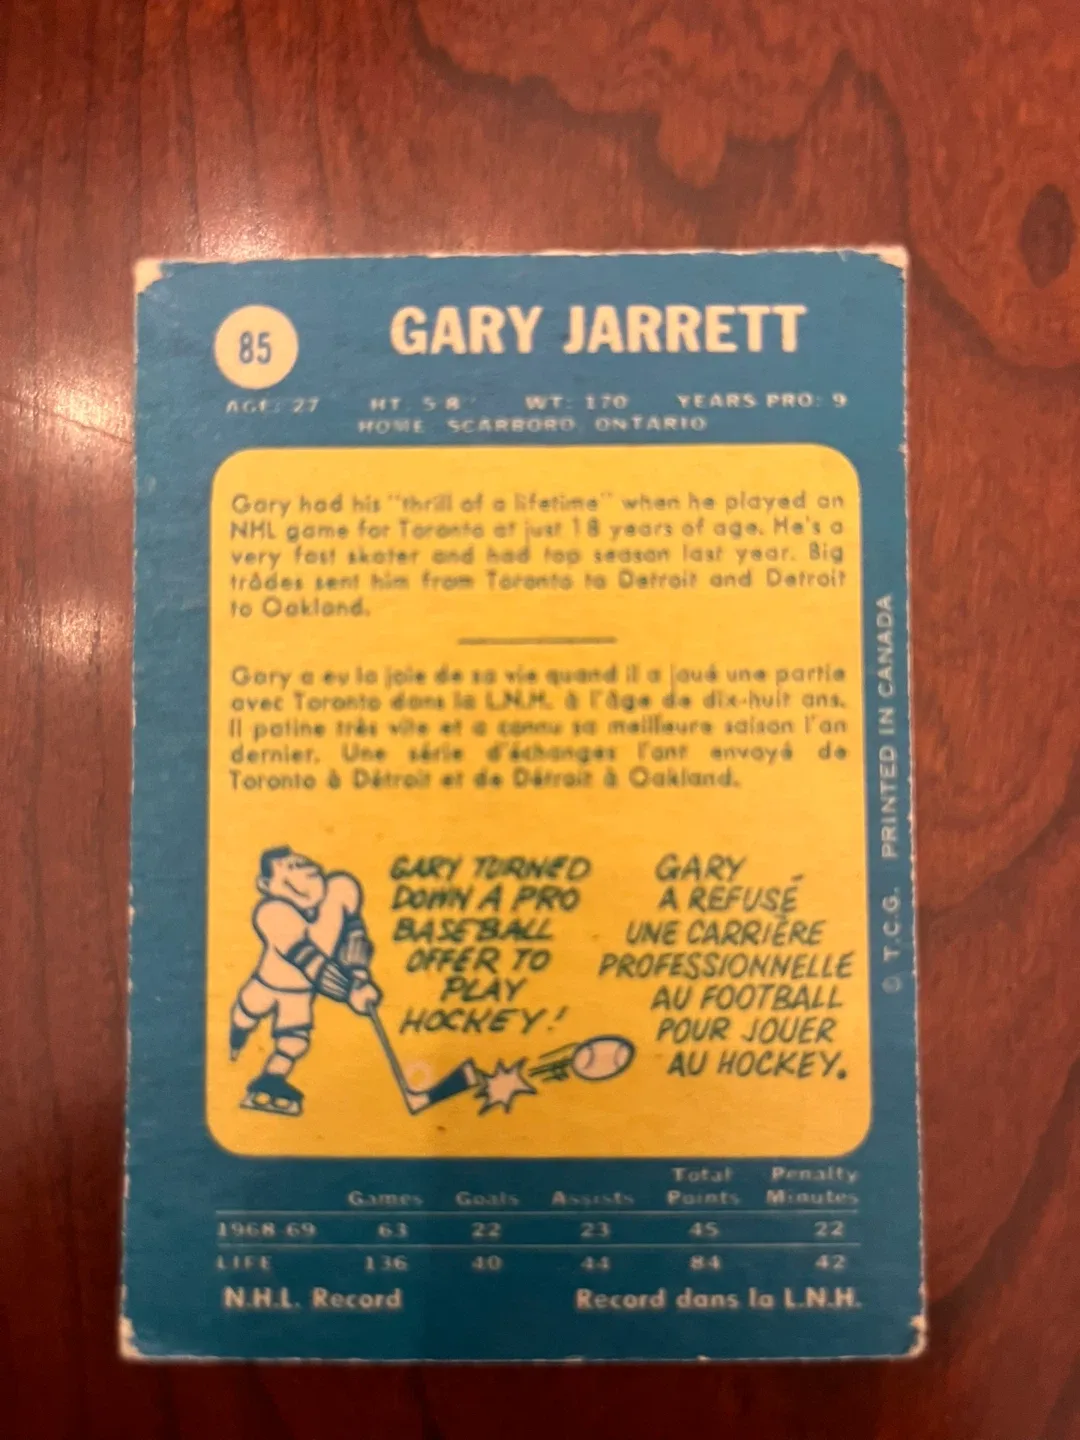 85
GARY JARRETT
AGE: 27 HT. 5'8" WT: 170 YEARS PRO: 9
HOME SCARBORO, ONTARIO
Gary had his "thrill of a lifetime" when he played an
NHL game for Toronto at just 18 years of age. He's a
very fast skater and had top season last year. Big
trades sent him from Toronto to Detroit and Detroit
to Oakland.
Gary a eu la joie de sa vie quand il a joué une partie
avec Toronto dans la L.N.H. à l'âge de dix-huit ans.
Il patine très vite et a connu sa meilleure saison l'an
dernier. Une série d'échanges l'ont envoyé de
Toronto à Détroit et de Détroit à Oakland.
GARY TURNED
DOWN A PRO
BASEBALL
OFFER TO
PLAY
HOCKEY!
GARY
A REFUSÉ
UNE CARRIÈRE
PROFESSIONNELLE
AU FOOTBALL
POUR JOUER
AU HOCKEY.
Games Goals Assists Total Points Penalty Minutes
1968-69 63 22 23 45 22
LIFE 136 40 44 84 42
N.H.L. Record Record dans la L.N.H.
© T.C.G. PRINTED IN CANADA